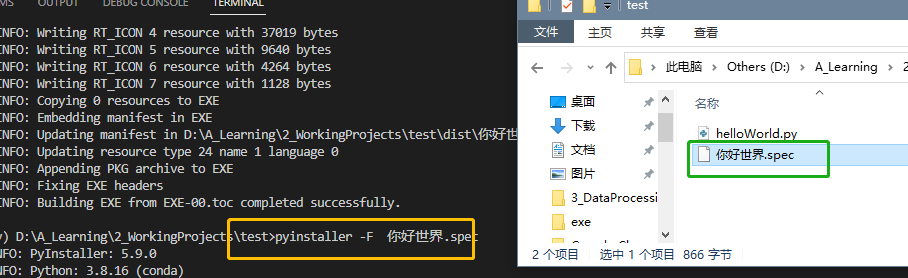 MS OUTPUT DEBUG CONSOLE TERMINAL
INFO: Writing RT_ICON 4 resource with 37019 bytes
INFO: Writing RT_ICON 5 resource with 9640 bytes
INFO: Writing RT_ICON 6 resource with 4264 bytes
INFO: Writing RT_ICON 7 resource with 1128 bytes
INFO: Copying 0 resources to EXE
INFO: Embedding manifest in EXE
INFO: Updating manifest in D:\A_Learning\2_WorkingProjects\test\dist\你好世
INFO: Updating resource type 24 name 1 language 0
INFO: Appending PKG archive to EXE
INFO: Fixing EXE headers
INFO: Building EXE from EXE-00.toc completed successfully.
v) D:\A_Learning\2_WorkingProjects\test>pyinstaller -F 你好世界.spec
INFO: PyInstaller: 5.9.0
INFO: Python: 3.8.16 (conda)
test
文件 主页 共享 查看
此电脑 > Others (D:) > A_Learning > 2
桌面
下载
文档
图片
3_DataProcessin
exe
名称
helloWorld.py
你好世界.spec
2 个项目 选中 1 个项目 866 字节